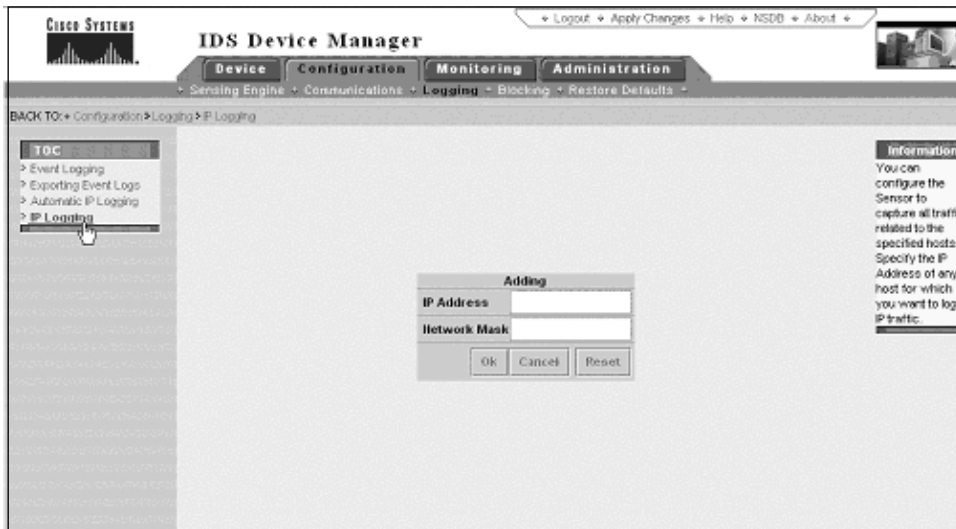 CISCO SYSTEMS
Logout Apply Changes Help NSDB About
IDS Device Manager
Device Configuration Monitoring Administration
Sensing Engine Communications Logging Blocking Restore Defaults
BACK TO: Configuration > Logging > IP Logging
TOC
> Event Logging
> Exporting Event Logs
> Automatic IP Logging
> IP Logging
Adding
IP Address
Network Mask
Ok Cancel Reset
Information
You can
configure the
Sensor to
capture all traffi
related to the
specified hosts
Specify the IP
Address of any
host for which
you want to log
IP traffic.